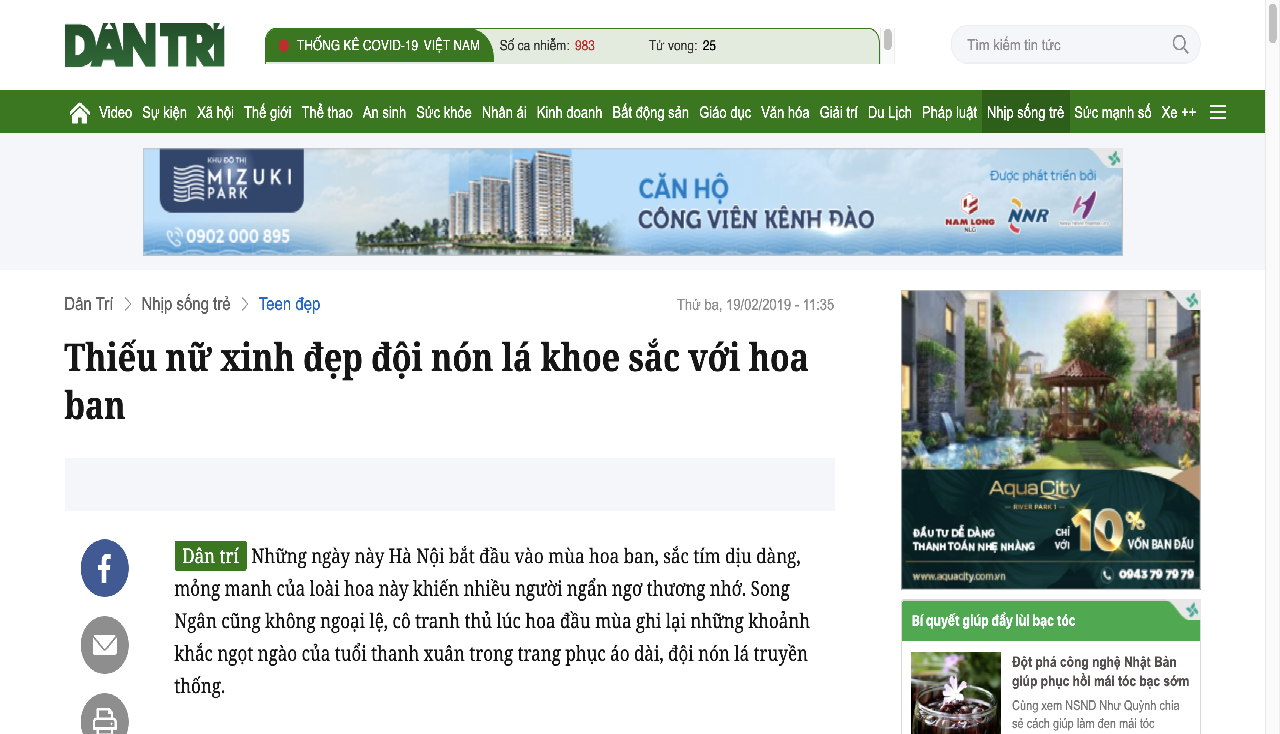 DÂN TRÍ
THỐNG KÊ COVID-19 VIỆT NAM
Số ca nhiễm: 983
Tử vong: 25
Tìm kiếm tin tức
Video Sự kiện Xã hội Thế giới Thể thao An sinh Sức khỏe Nhân ái Kinh doanh Bất động sản Giáo dục Văn hóa Giải trí Du Lịch Pháp luật Nhịp sống trẻ Sức mạnh số Xe ++
KHU ĐÔ THỊ
MIZUKI
PARK
0902 000 895
CĂN HỘ
CÔNG VIÊN KÊNH ĐÀO
Được phát triển bởi
NAM LONG
NLG
NNR
Dân Trí Nhịp sống trẻ Teen đẹp
Thứ ba, 19/02/2019 - 11:35
Thiếu nữ xinh đẹp đội nón lá khoe sắc với hoa
ban
Dân trí Những ngày này Hà Nội bắt đầu vào mùa hoa ban, sắc tím dịu dàng,
mỏng manh của loài hoa này khiến nhiều người ngẩn ngơ thương nhớ. Song
Ngân cũng không ngoại lệ, cô tranh thủ lúc hoa đầu mùa ghi lại những khoảnh
khắc ngọt ngào của tuổi thanh xuân trong trang phục áo dài, đội nón lá truyền
thống.
AquaCity
RIVER PARK 1
ĐẦU TƯ DỄ DÀNG
THANH TOÁN NHẸ NHÀNG
CHỈ
VỚI
10%
VỐN BAN ĐẦU
www.aquacity.com.vn
0943 79 79 79
Bí quyết giúp đẩy lùi bạc tóc
Đột phá công nghệ Nhật Bản
giúp phục hồi mái tóc bạc sớm
Cùng xem NSND Như Quỳnh chia
sẻ cách giúp làm đen mái tóc